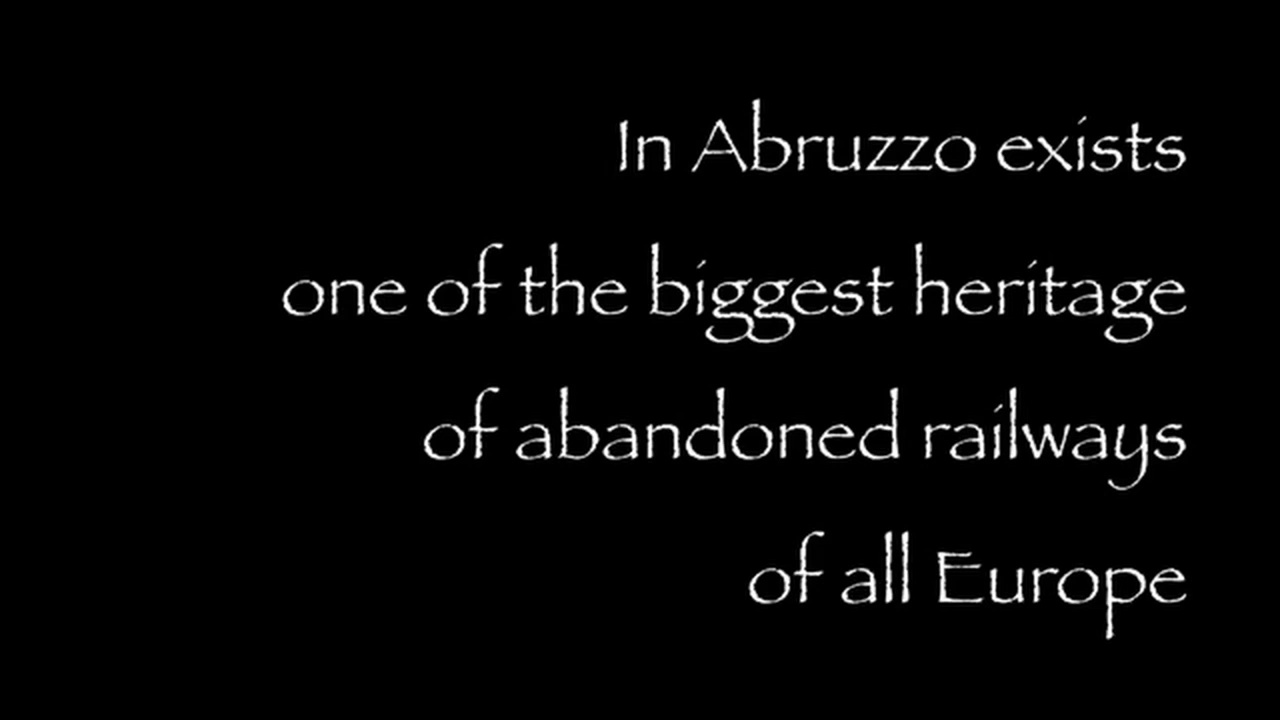 In Abruzzo exists
one of the biggest heritage
of abandoned railways
of all Europe